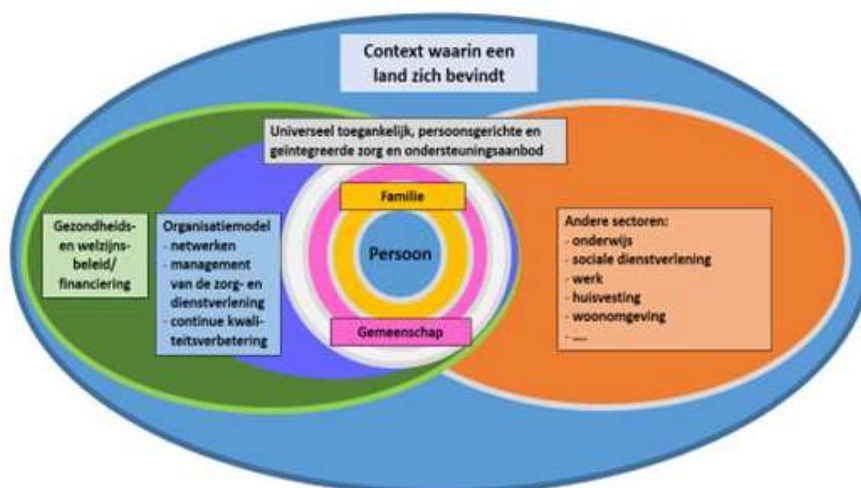 Context waarin een
land zich bevindt
Universeel toegankelijk, persoonsgerichte en
geïntegreerde zorg en ondersteuningsaanbod
Familie
Persoon
Gemeenschap
Gezondheids-
en welzijns-
beleid/
financiering
Organisatiemodel
- netwerken
- management
van de zorg- en
dienstverlening
- continue kwali-
teitsverbetering
Andere sectoren:
- onderwijs
- sociale dienstverlening
- werk
- huisvesting
- woonomgeving
- ....